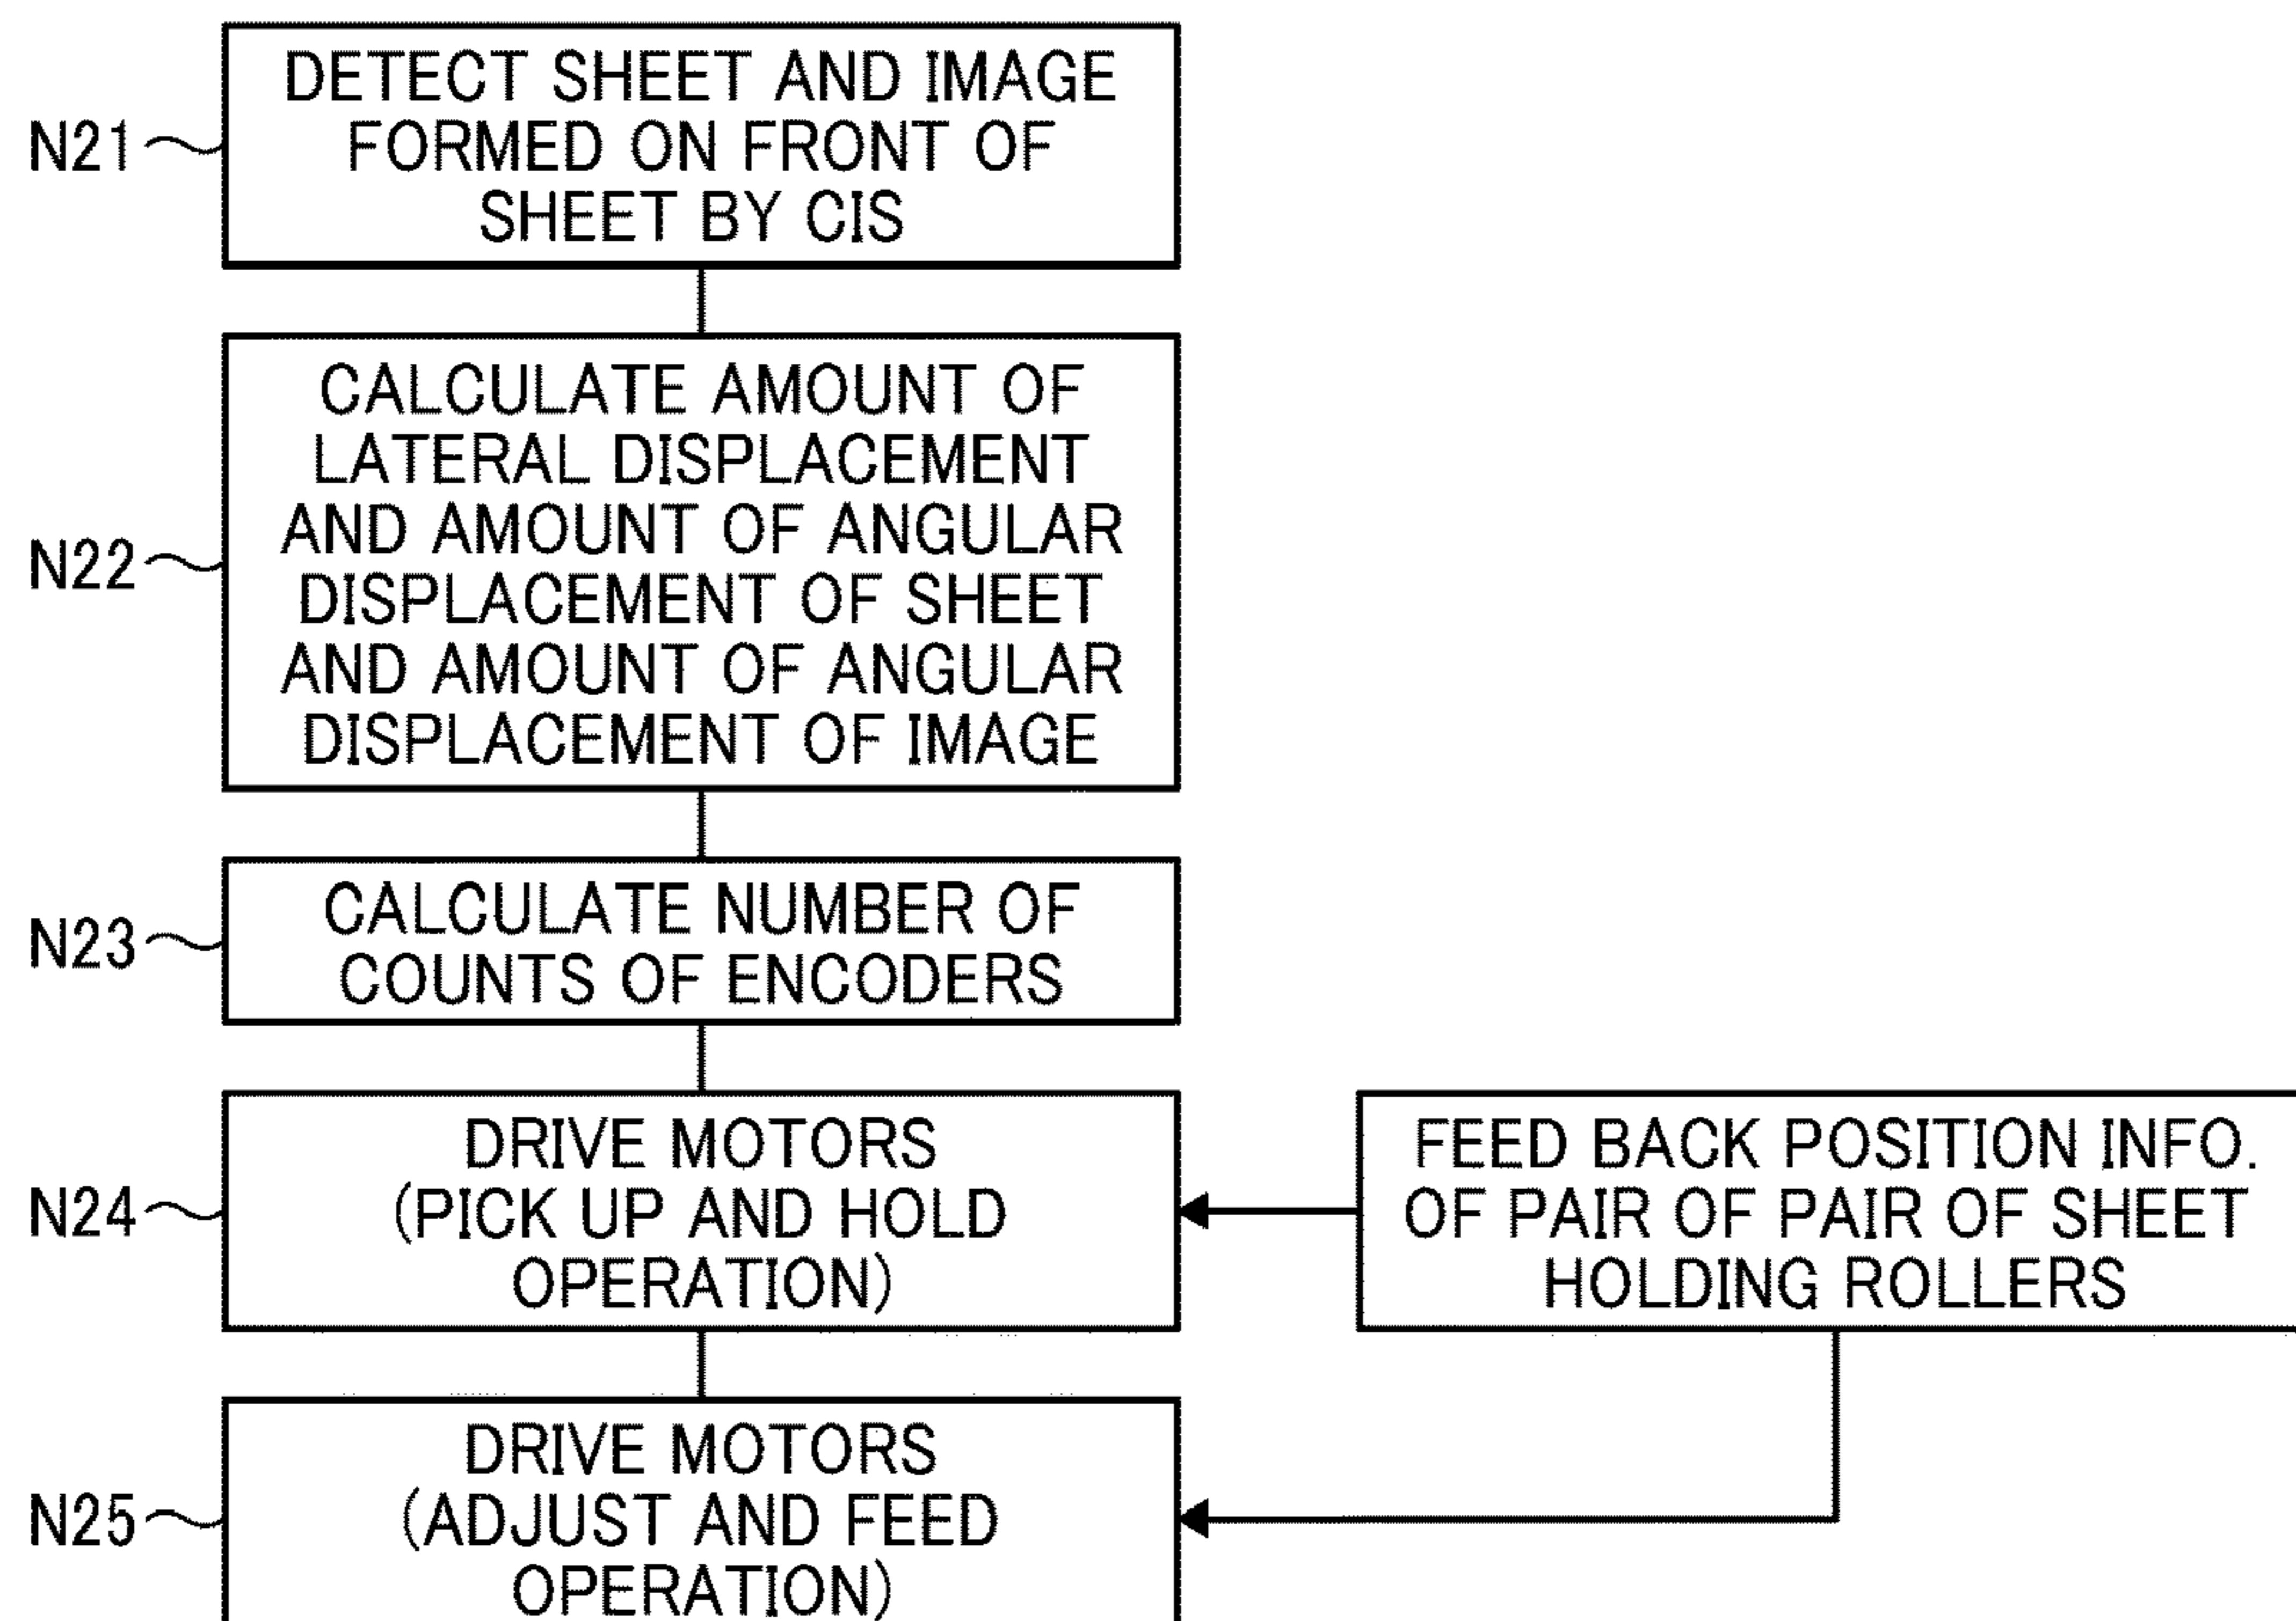 N21
DETECT SHEET AND IMAGE
FORMED ON FRONT OF
SHEET BY CIS
N22
CALCULATE AMOUNT OF
LATERAL DISPLACEMENT
AND AMOUNT OF ANGULAR
DISPLACEMENT OF SHEET
AND AMOUNT OF ANGULAR
DISPLACEMENT OF IMAGE
N23
CALCULATE NUMBER OF
COUNTS OF ENCODERS
N24
DRIVE MOTORS
(PICK UP AND HOLD
OPERATION)
FEED BACK POSITION INFO.
OF PAIR OF PAIR OF SHEET
HOLDING ROLLERS
N25
DRIVE MOTORS
(ADJUST AND FEED
OPERATION)